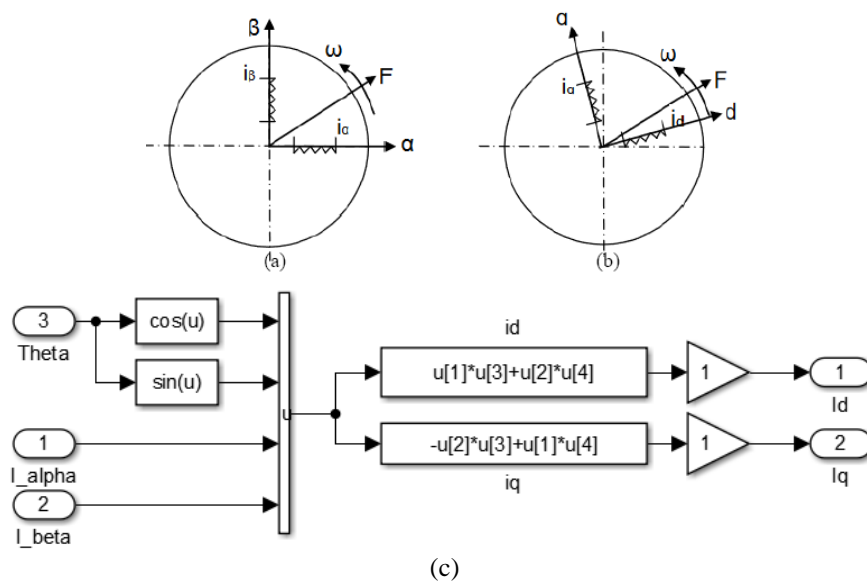 β
ω
F
iβ
iα
α
(a)
α
ω
F
d
iα
id
(b)
3
Theta
cos(u)
sin(u)
1
I_alpha
2
I_beta
u
id
u[1]*u[3]+u[2]*u[4]
1
1
Id
-u[2]*u[3]+u[1]*u[4]
iq
1
2
Iq
(c)